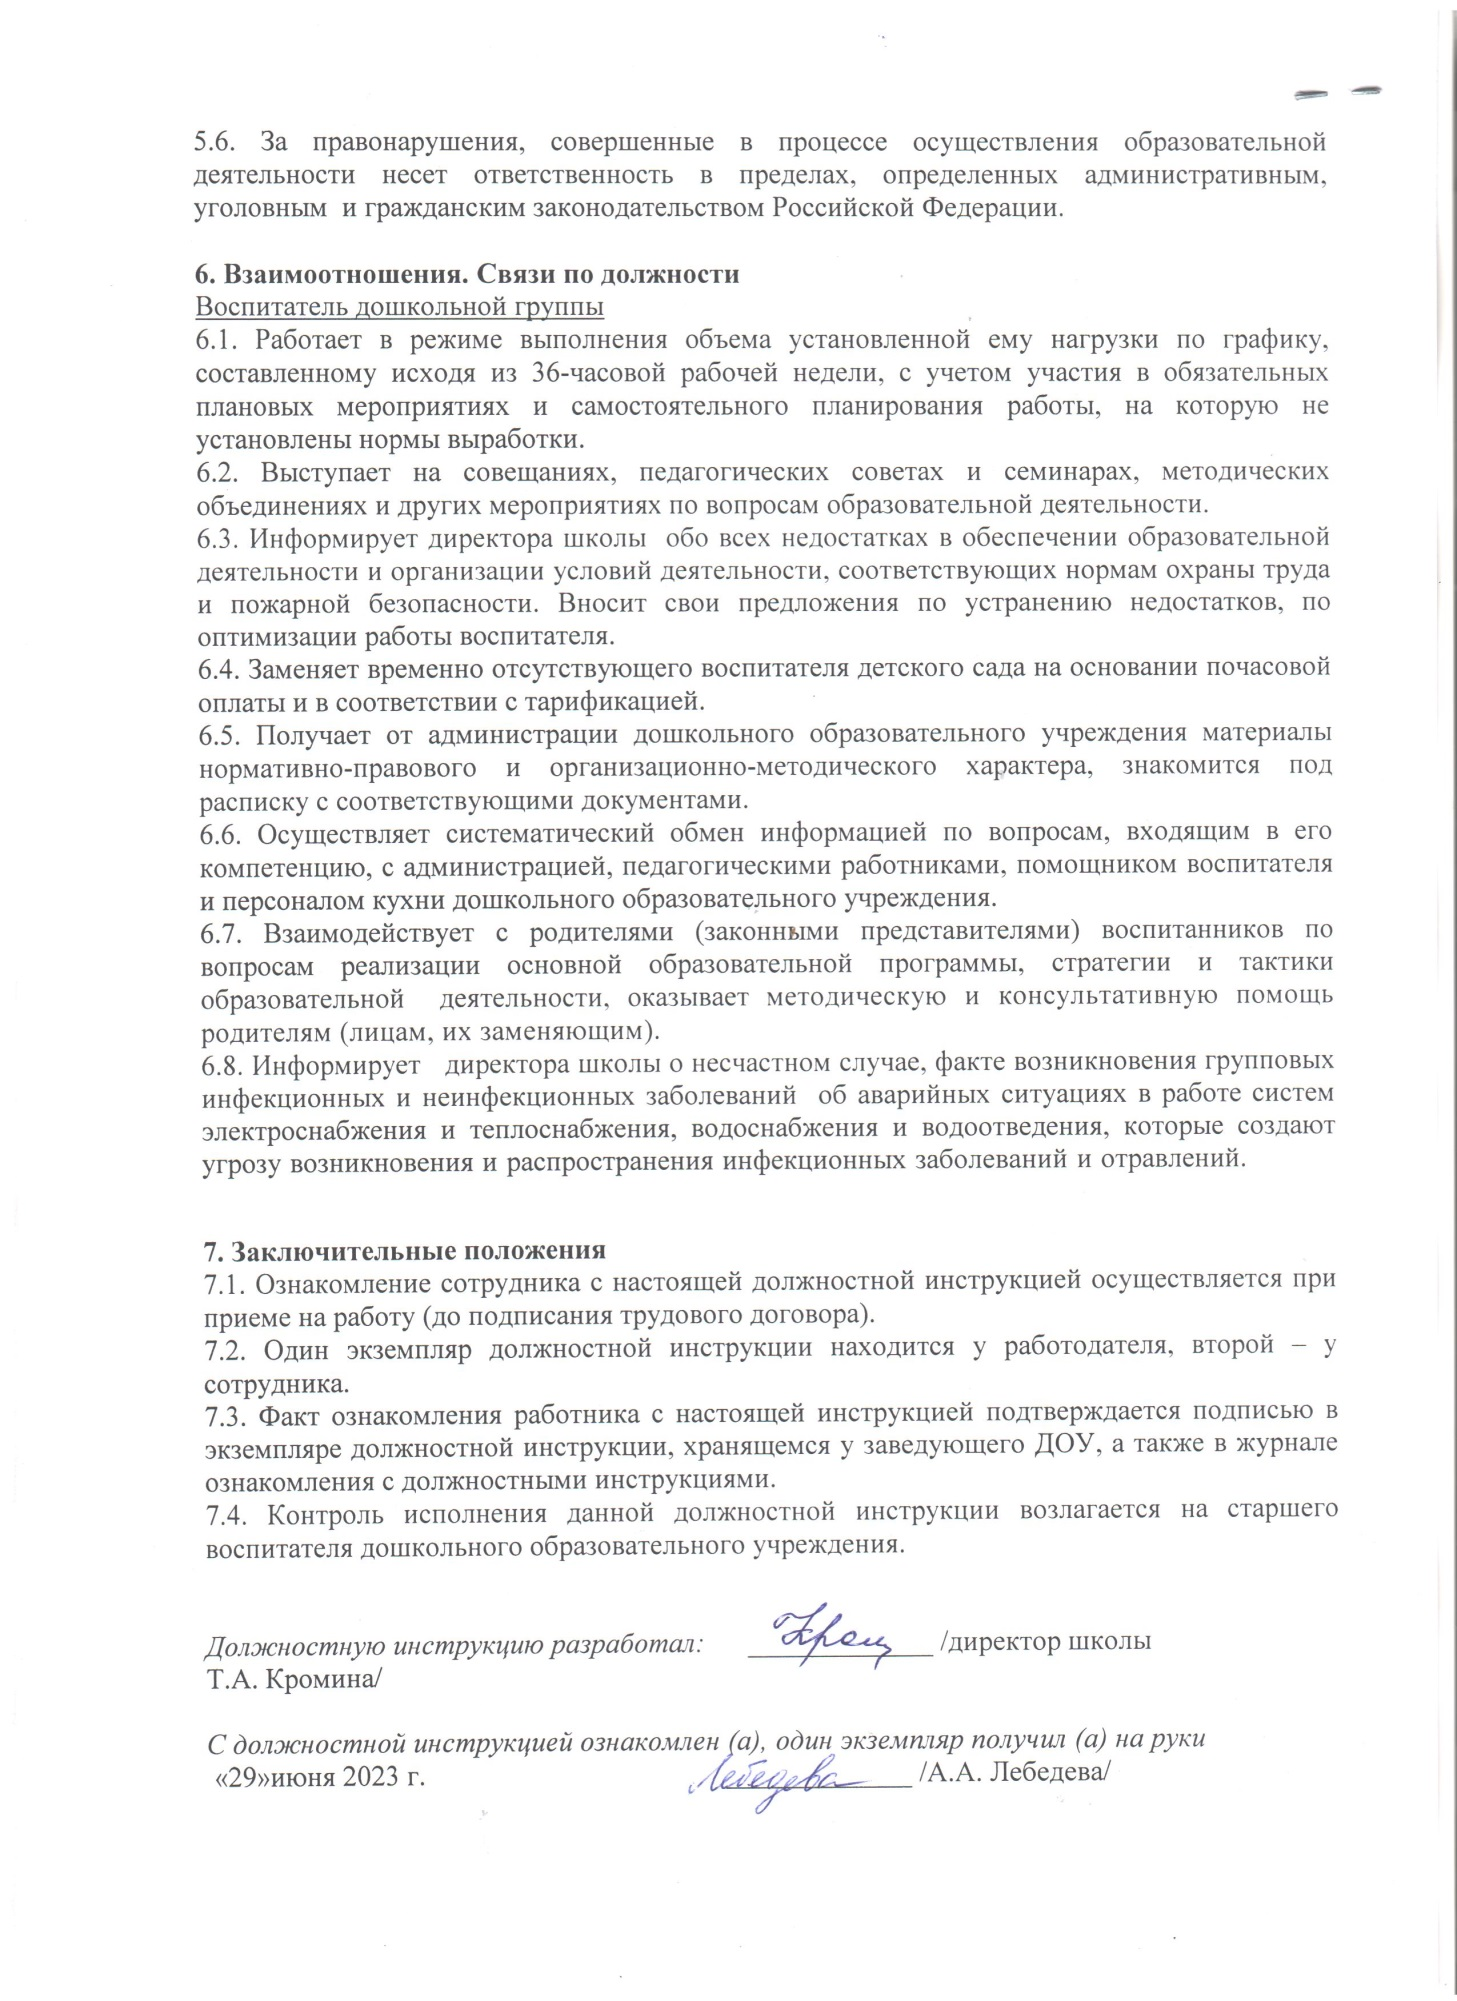 5.6. За правонарушения, совершенные в процессе осуществления образовательной
деятельности несет ответственность в пределах, определенных административным,
уголовным и гражданским законодательством Российской Федерации.
6. Взаимоотношения. Связи по должности
Воспитатель дошкольной группы
6.1. Работает в режиме выполнения объема установленной ему нагрузки по графику,
составленному исходя из 36-часовой рабочей недели, с учетом участия в обязательных
плановых мероприятиях и самостоятельного планирования работы, на которую не
установлены нормы выработки.
6.2. Выступает на совещаниях, педагогических советах и семинарах, методических
объединениях и других мероприятиях по вопросам образовательной деятельности.
6.3. Информирует директора школы обо всех недостатках в обеспечении образовательной
деятельности и организации условий деятельности, соответствующих нормам охраны труда
и пожарной безопасности. Вносит свои предложения по устранению недостатков, по
оптимизации работы воспитателя.
6.4. Заменяет временно отсутствующего воспитателя детского сада на основании почасовой
оплаты и в соответствии с тарификацией.
6.5. Получает от администрации дошкольного образовательного учреждения материалы
нормативно-правового и организационно-методического характера, знакомится под
расписку с соответствующими документами.
6.6. Осуществляет систематический обмен информацией по вопросам, входящим в его
компетенцию, с администрацией, педагогическими работниками, помощником воспитателя
и персоналом кухни дошкольного образовательного учреждения.
6.7. Взаимодействует с родителями (законными представителями) воспитанников по
вопросам реализации основной образовательной программы, стратегии и тактики
образовательной деятельности, оказывает методическую и консультативную помощь
родителям (лицам, их заменяющим).
6.8. Информирует директора школы о несчастном случае, факте возникновения групповых
инфекционных и неинфекционных заболеваний об аварийных ситуациях в работе систем
электроснабжения и теплоснабжения, водоснабжения и водоотведения, которые создают
угрозу возникновения и распространения инфекционных заболеваний и отравлений.
7. Заключительные положения
7.1. Ознакомление сотрудника с настоящей должностной инструкцией осуществляется при
приеме на работу (до подписания трудового договора).
7.2. Один экземпляр должностной инструкции находится у работодателя, второй – у
сотрудника.
7.3. Факт ознакомления работника с настоящей инструкцией подтверждается подписью в
экземпляре должностной инструкции, хранящемся у заведующего ДОУ, а также в журнале
ознакомления с должностными инструкциями.
7.4. Контроль исполнения данной должностной инструкции возлагается на старшего
воспитателя дошкольного образовательного учреждения.
Должностную инструкцию разработал: /директор школы
Т.А. Кромина/
С должностной инструкцией ознакомлен (а), один экземпляр получил (а) на руки
«29»июня 2023 г. Лебедева /А.А. Лебедева/